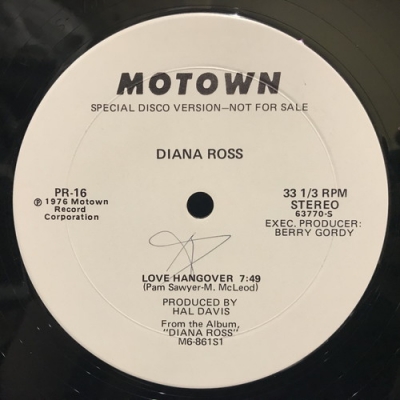 MOTOWN
SPECIAL DISCO VERSION—NOT FOR SALE
DIANA ROSS
PR-16
℗ 1976 Motown
Record
Corporation
33 1/3 RPM
STEREO
63770-S
EXEC. PRODUCER:
BERRY GORDY
LOVE HANGOVER 7:49
(Pam Sawyer-M. McLeod)
PRODUCED BY
HAL DAVIS
From the Album,
"DIANA ROSS"
M6-861S1